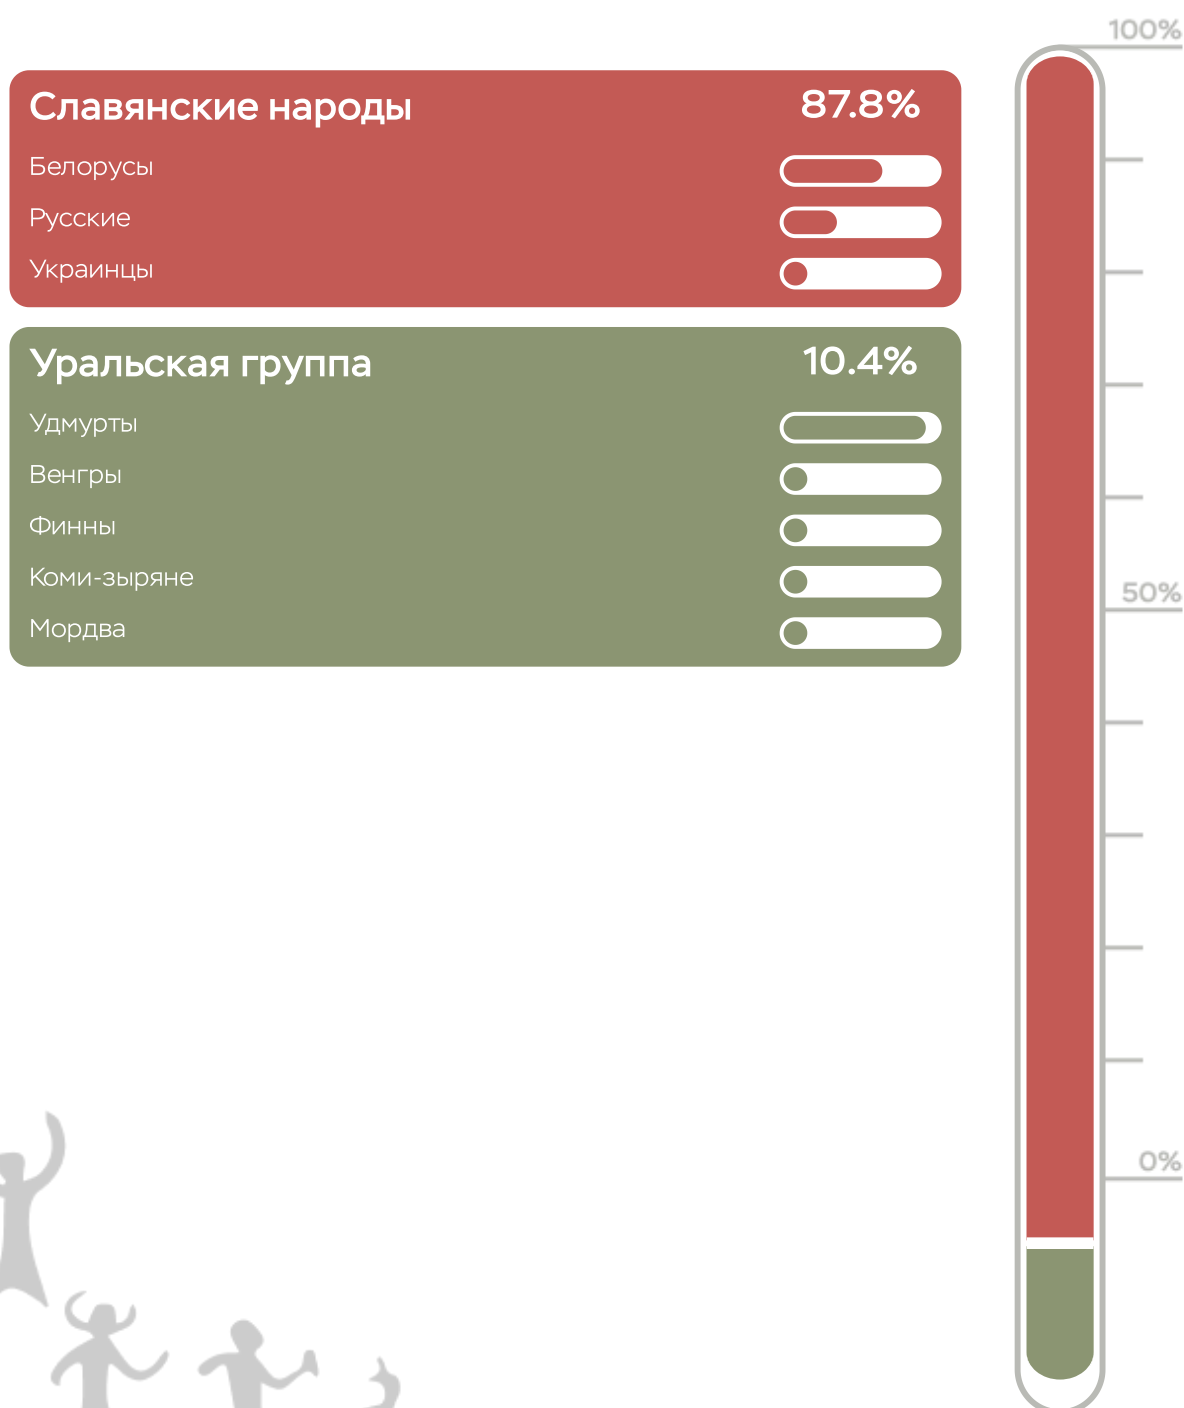 100%
Славянские народы 87.8%
Белорусы
Русские
Украинцы
Уральская группа 10.4%
Удмурты
Венгры
Финны
Коми-зыряне
50%
Мордва
0%